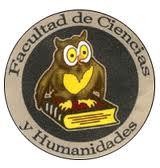 Facultad de Ciencias
y Humanidades